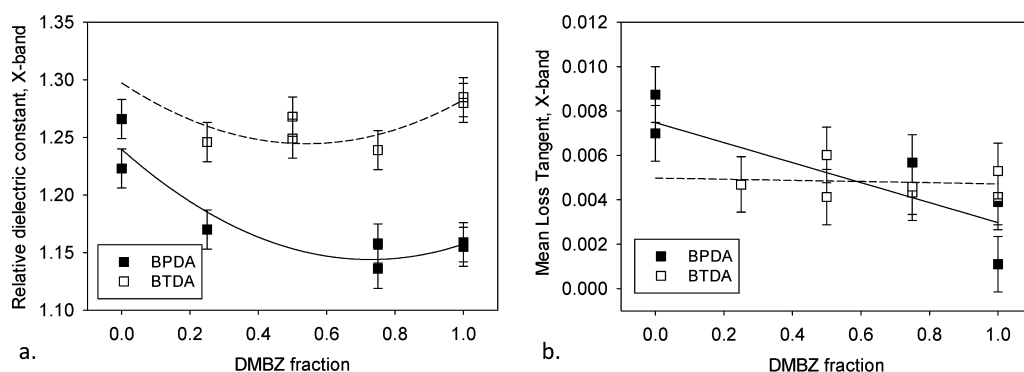 Relative dielectric constant, X-band
1.35
1.30
1.25
1.20
1.15
1.10
BPDA
BTDA
0.0 0.2 0.4 0.6 0.8 1.0
DMBZ fraction
a.
Mean Loss Tangent, X-band
0.012
0.010
0.008
0.006
0.004
0.002
0.000
BPDA
BTDA
0.0 0.2 0.4 0.6 0.8 1.0
DMBZ fraction
b.